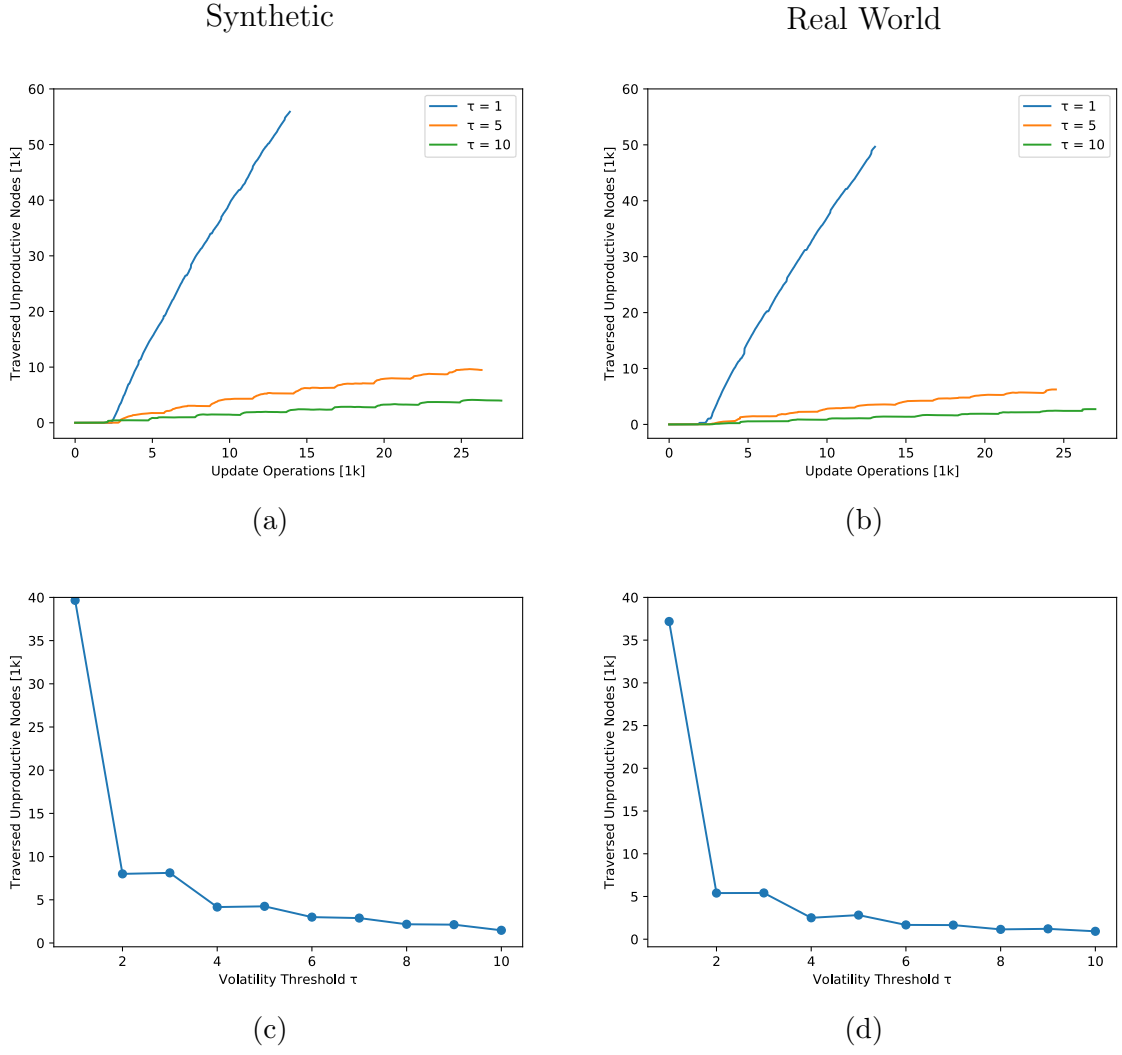 Synthetic
Real World
Traversed Unproductive Nodes [1k]
60
50
40
30
20
10
0
τ = 1
τ = 5
τ = 10
0 5 10 15 20 25
Update Operations [1k]
(a)
Traversed Unproductive Nodes [1k]
60
50
40
30
20
10
0
τ = 1
τ = 5
τ = 10
0 5 10 15 20 25
Update Operations [1k]
(b)
Traversed Unproductive Nodes [1k]
40
35
30
25
20
15
10
5
0
2 4 6 8 10
Volatility Threshold τ
(c)
Traversed Unproductive Nodes [1k]
40
35
30
25
20
15
10
5
0
2 4 6 8 10
Volatility Threshold τ
(d)